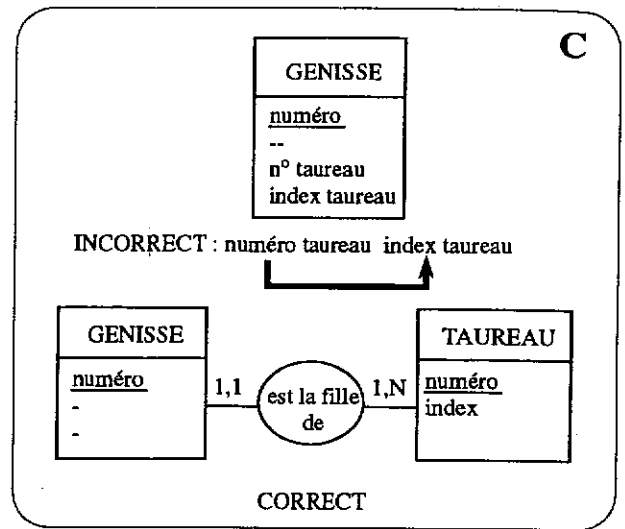 C
GENISSE
numéro
--
n° taureau
index taureau
INCORRECT : numéro taureau index taureau
GENISSE
numéro
-
-
1,1
est la fille
de
1,N
TAUREAU
numéro
index
CORRECT